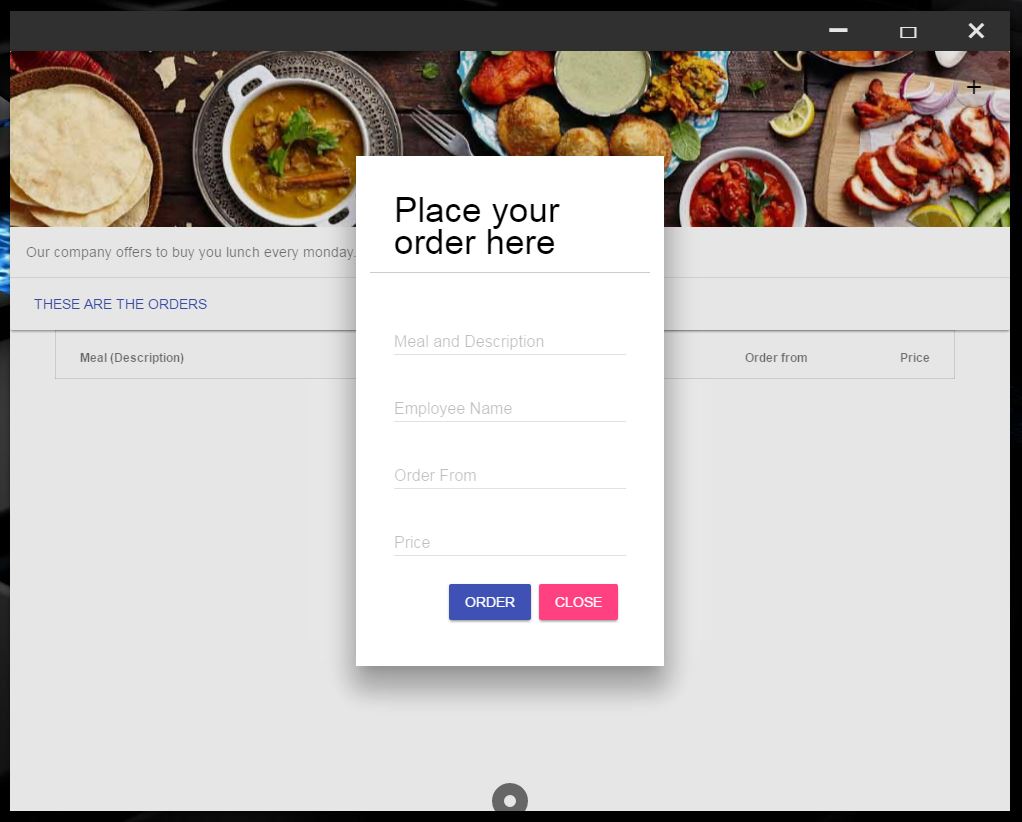 Our company offers to buy you lunch every monday.
THESE ARE THE ORDERS
Meal (Description)
Order from
Price
Place your
order here
Meal and Description
Employee Name
Order From
Price
ORDER
CLOSE